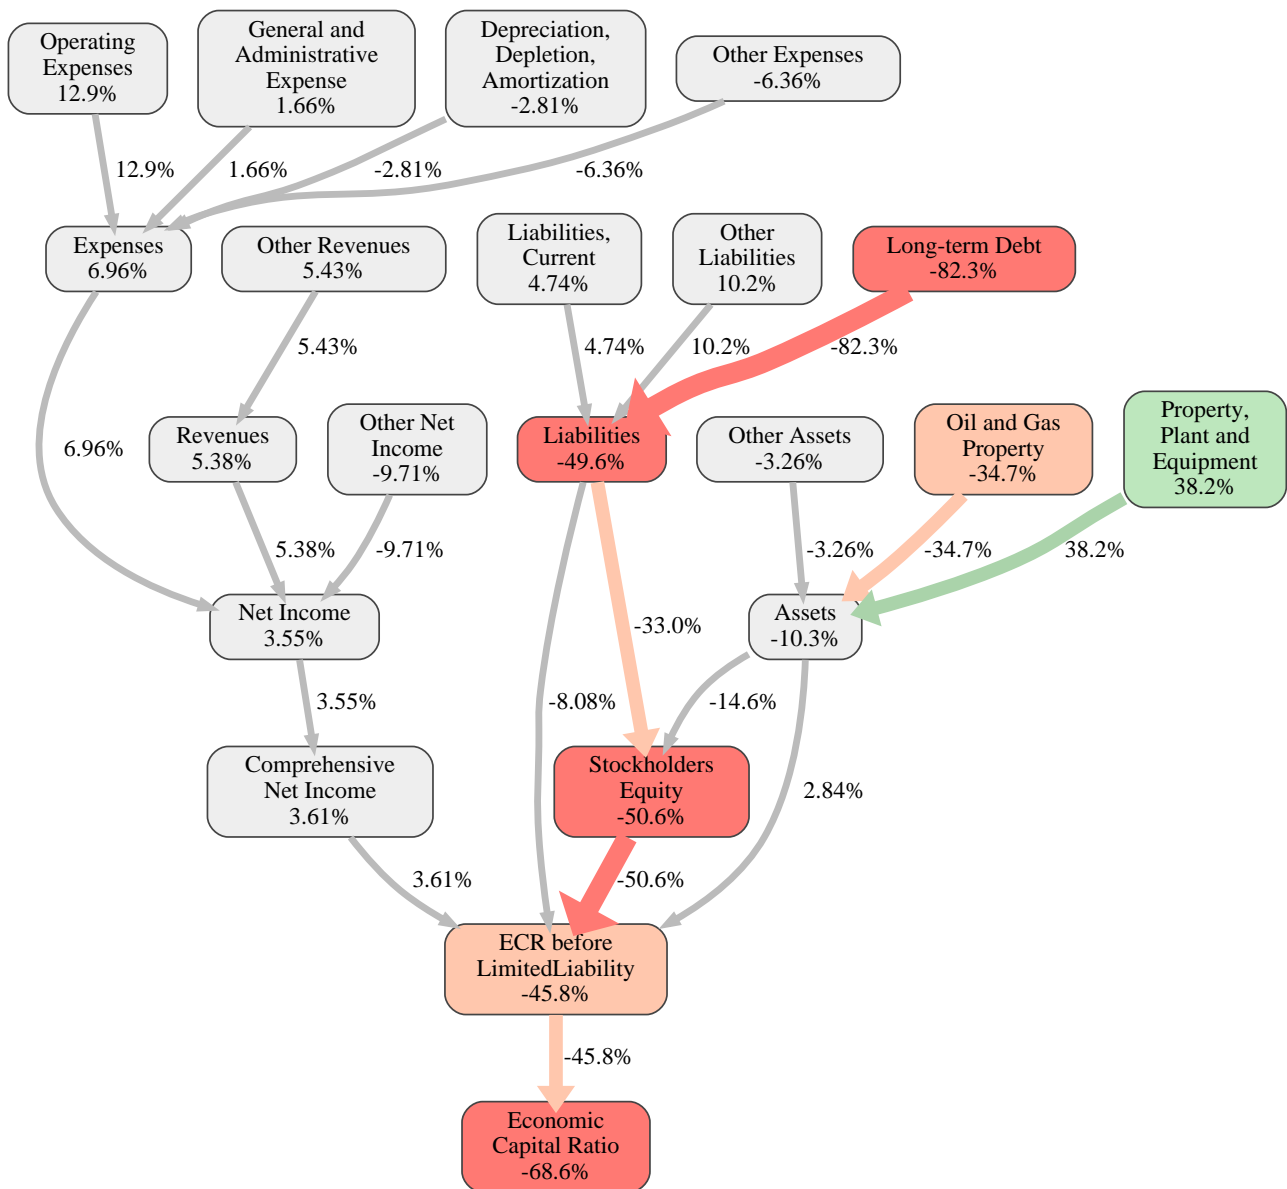 Operating
Expenses
12.9%
General and
Administrative
Expense
1.66%
Depreciation,
Depletion,
Amortization
-2.81%
Other Expenses
-6.36%
12.9%
1.66%
-2.81%
-6.36%
Expenses
6.96%
Other Revenues
5.43%
Liabilities,
Current
4.74%
Other
Liabilities
10.2%
Long-term Debt
-82.3%
5.43%
4.74%
10.2%
-82.3%
6.96%
Revenues
5.38%
Other Net
Income
-9.71%
Liabilities
-49.6%
Other Assets
-3.26%
Oil and Gas
Property
-34.7%
Property,
Plant and
Equipment
38.2%
5.38%
-9.71%
-3.26%
-34.7%
38.2%
Net Income
3.55%
-33.0%
Assets
-10.3%
3.55%
-8.08%
-14.6%
2.84%
Comprehensive
Net Income
3.61%
Stockholders
Equity
-50.6%
3.61%
-50.6%
ECR before
LimitedLiability
-45.8%
-45.8%
Economic
Capital Ratio
-68.6%